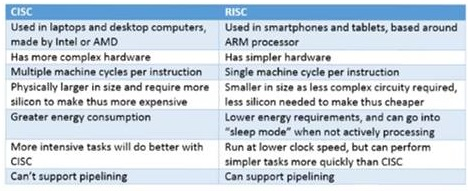 CISC
RISC
Used in laptops and desktop computers,
made by Intel or AMD
Used in smartphones and tablets, based around
ARM processor
Has more complex hardware
Has simpler hardware
Multiple machine cycles per instruction
Single machine cycle per instruction
Physically larger in size and require more
silicon to make thus more expensive
Smaller in size as less complex circuity required,
less silicon needed to make thus cheaper
Greater energy consumption
Lower energy requirements, and can go into
"sleep mode" when not actively processing
More intensive tasks will do better with
CISC
Run at lower clock speed, but can perform
simpler tasks more quickly than CISC
Can't support pipelining
Can support pipelining